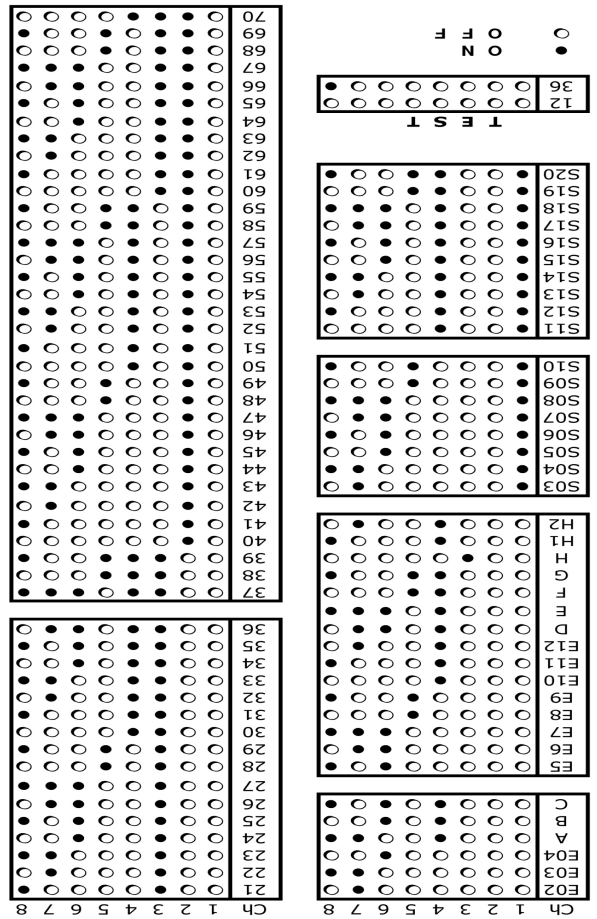 Ch 1 2 3 4 5 6 7 8
E02
E03
E04
A
B
C
E5
E6
E7
E8
E9
E10
E11
E12
D
E
F
G
H
H1
H2
S03
S04
S05
S06
S07
S08
S09
S10
S11
S12
S13
S14
S15
S16
S17
S18
S19
S20
T E S T
12
36
O N
O F F
Ch 1 2 3 4 5 6 7 8
21
22
23
24
25
26
27
28
29
30
31
32
33
34
35
36
37
38
39
40
41
42
43
44
45
46
47
48
49
50
51
52
53
54
55
56
57
58
59
60
61
62
63
64
65
66
67
68
69
70